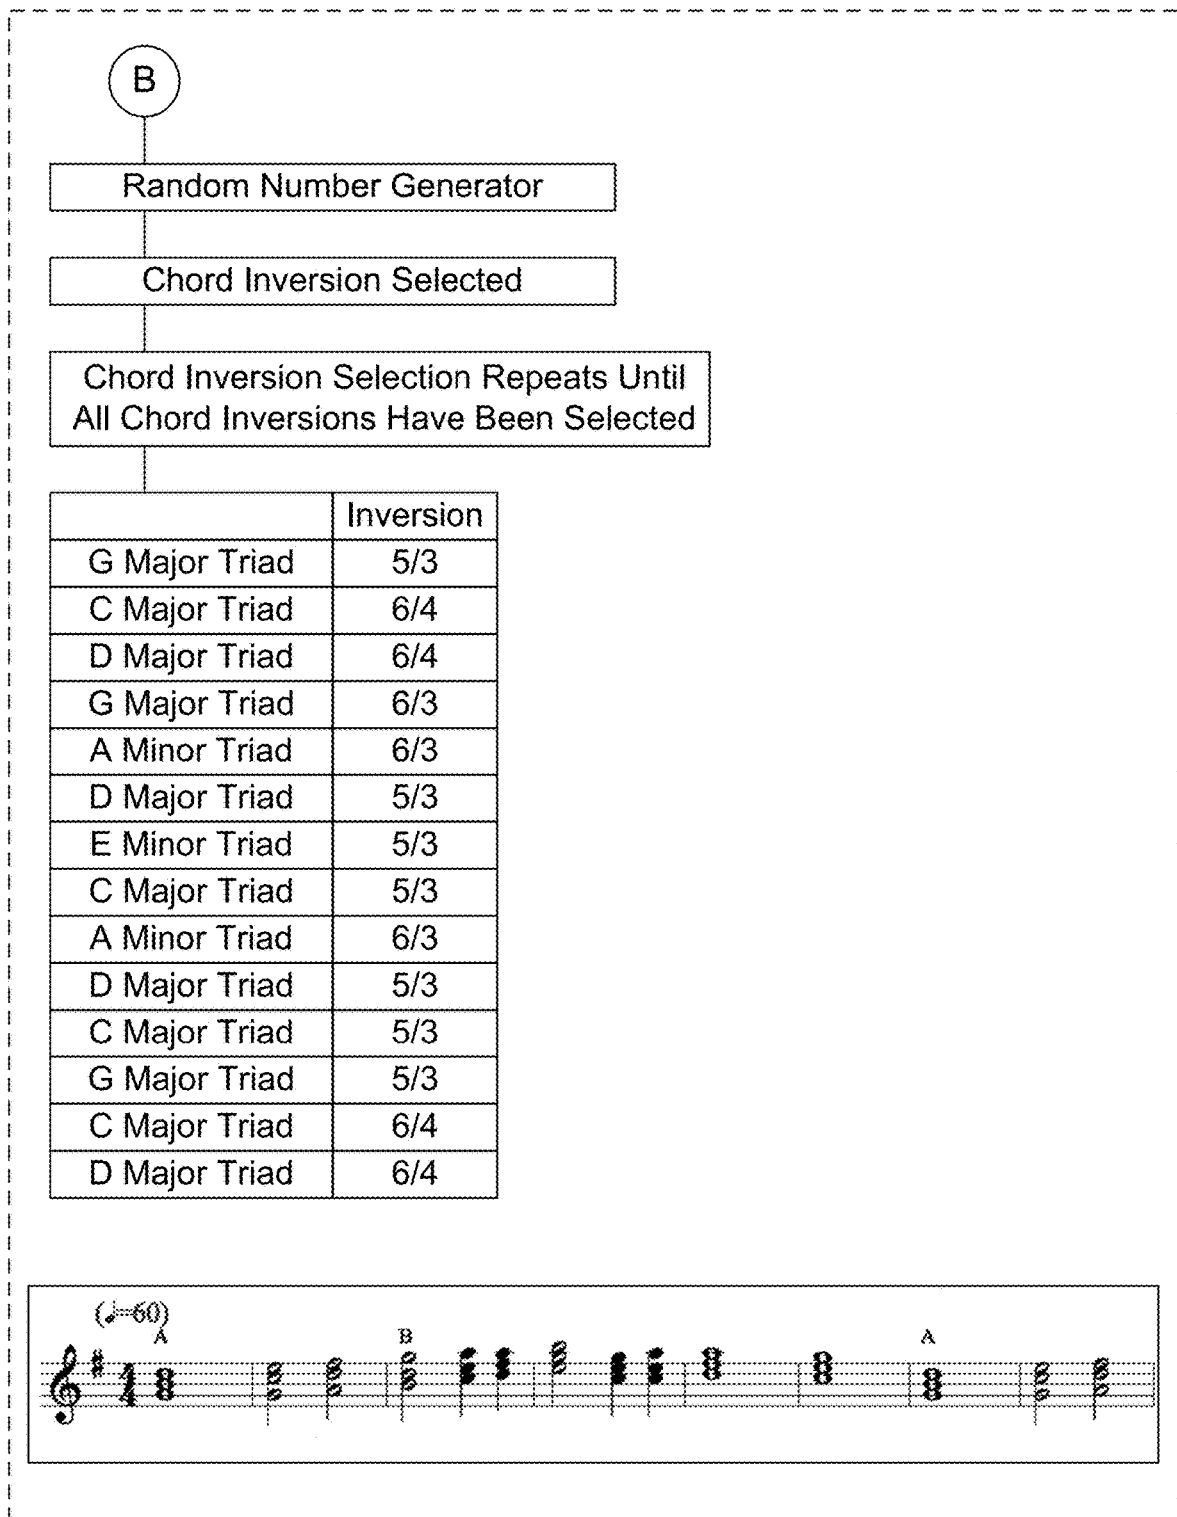 B
Random Number Generator
Chord Inversion Selected
Chord Inversion Selection Repeats Until
All Chord Inversions Have Been Selected
Inversion
G Major Triad 5/3
C Major Triad 6/4
D Major Triad 6/4
G Major Triad 6/3
A Minor Triad 6/3
D Major Triad 5/3
E Minor Triad 5/3
C Major Triad 5/3
A Minor Triad 6/3
D Major Triad 5/3
C Major Triad 5/3
G Major Triad 5/3
C Major Triad 6/4
D Major Triad 6/4
(♩=60)
A B A
4
4